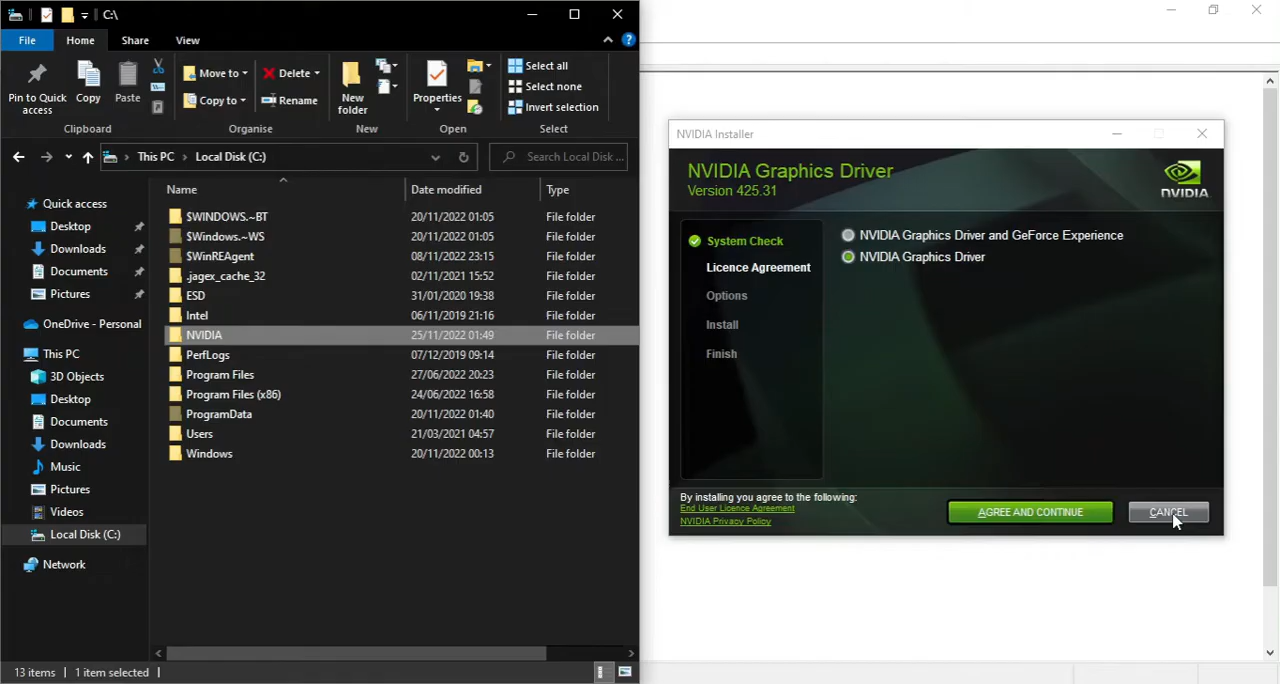 C:\
File
Home
Share
View
Pin to Quick access
Copy
Paste
Move to
Copy to
Delete
Rename
New folder
Properties
Select all
Select none
Invert selection
Clipboard
Organise
New
Open
Select
This PC
Local Disk (C:)
Search Local Disk ...
Name
Date modified
Type
Quick access
Desktop
Downloads
Documents
Pictures
OneDrive - Personal
This PC
3D Objects
Desktop
Documents
Downloads
Music
Pictures
Videos
Local Disk (C:)
Network
$WINDOWS.~BT 20/11/2022 01:05 File folder
$Windows.~WS 20/11/2022 01:05 File folder
$WinREAgent 08/11/2022 23:15 File folder
.jagex_cache_32 02/11/2021 15:52 File folder
ESD 31/01/2020 19:38 File folder
Intel 06/11/2019 21:16 File folder
NVIDIA 25/11/2022 01:49 File folder
PerfLogs 07/12/2019 09:14 File folder
Program Files 27/06/2022 20:23 File folder
Program Files (x86) 24/06/2022 16:58 File folder
ProgramData 20/11/2022 01:40 File folder
Users 21/03/2021 04:57 File folder
Windows 20/11/2022 00:13 File folder
13 items
1 item selected
NVIDIA Installer
NVIDIA Graphics Driver
Version 425.31
NVIDIA
System Check
Licence Agreement
Options
Install
Finish
NVIDIA Graphics Driver and GeForce Experience
NVIDIA Graphics Driver
By installing you agree to the following:
End User Licence Agreement
NVIDIA Privacy Policy
AGREE AND CONTINUE
CANCEL